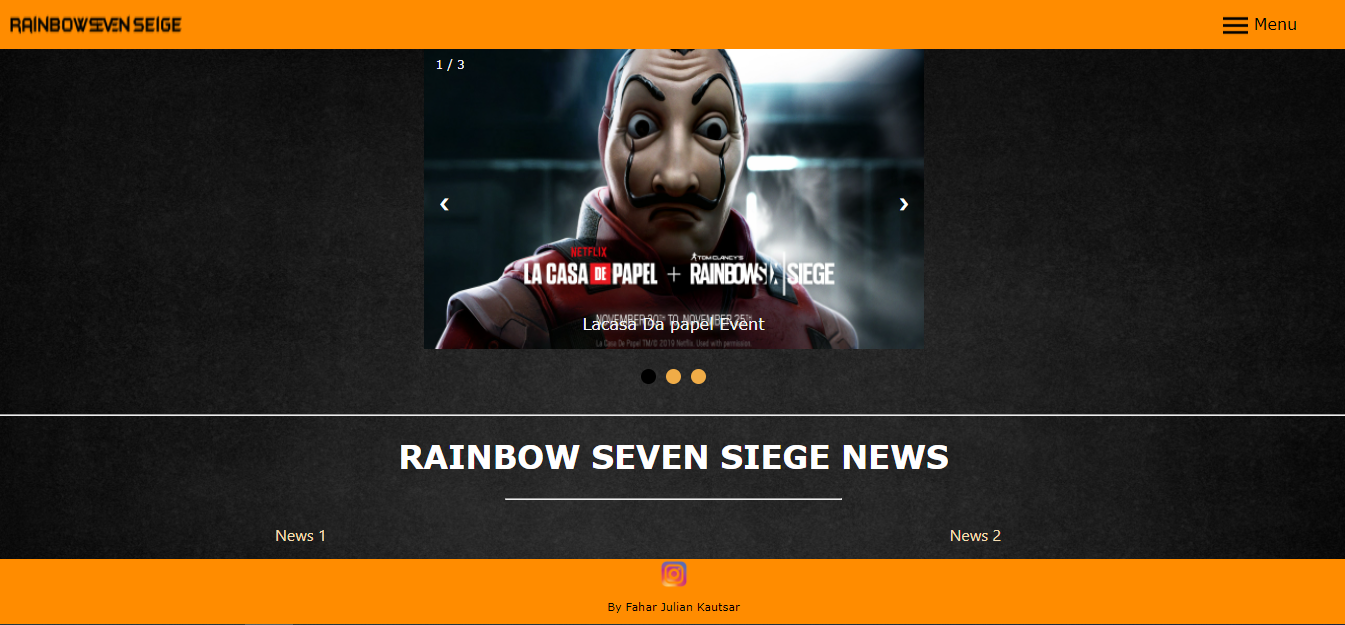 RAINBOW SEVEN SEIGE
Menu
1 / 3
NETFLIX
LA CASA DE PAPEL + TOM CLANCY'S RAINBOW SIX SIEGE
NOVEMBER 20TH TO NOVEMBER 25TH
Lacasa Da papel Event
La Casa De Papel TM/© 2019 Netflix. Used with permission.
RAINBOW SEVEN SIEGE NEWS
News 1
News 2
By Fahar Julian Kautsar